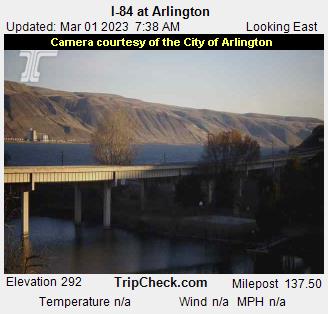 I-84 at Arlington
Updated: Mar 01 2023 7:38 AM Looking East
Camera courtesy of the City of Arlington
Elevation 292 TripCheck.com Milepost 137.50
Temperature n/a Wind n/a MPH n/a